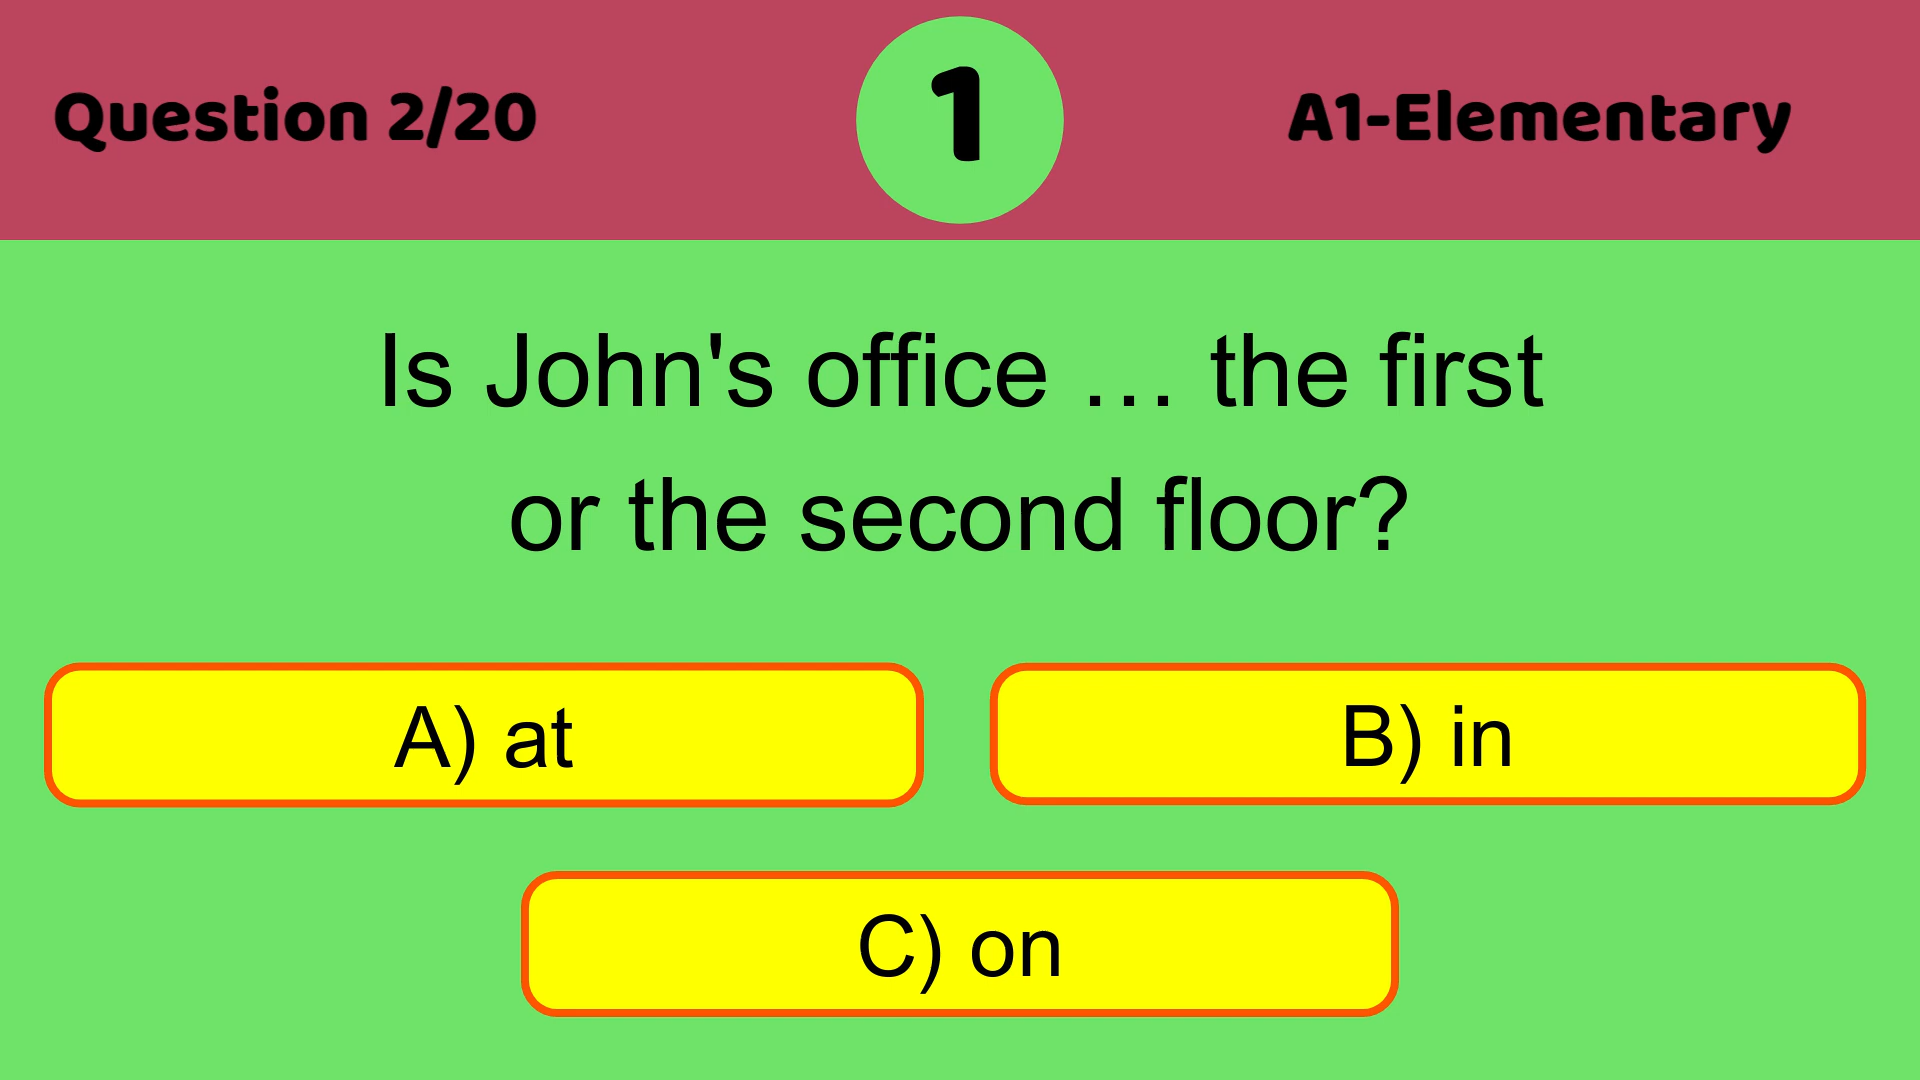 Question 2/20
1
A1-Elementary
Is John's office … the first
or the second floor?
A) at
B) in
C) on